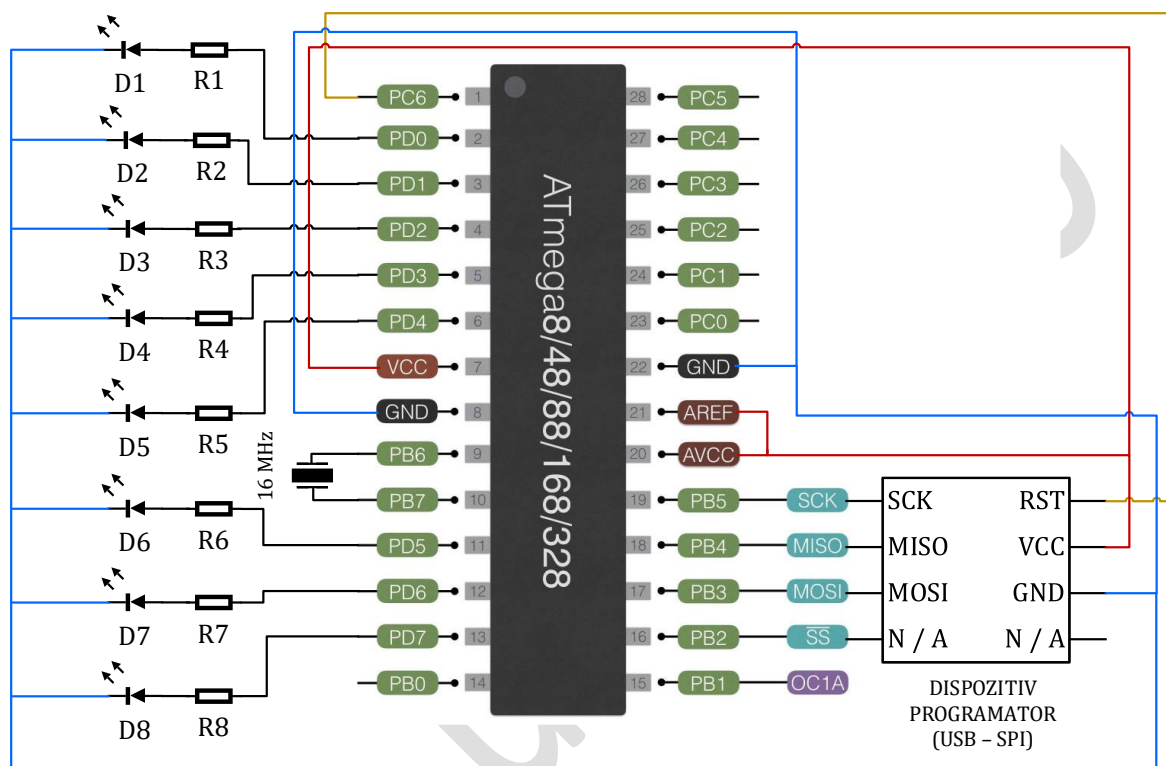 D1 R1
D2 R2
D3 R3
D4 R4
D5 R5
D6 R6
D7 R7
D8 R8
16 MHz
PC6 1
PD0 2
PD1 3
PD2 4
PD3 5
PD4 6
VCC 7
GND 8
PB6 9
PB7 10
PD5 11
PD6 12
PD7 13
PB0 14
ATmega8/48/88/168/328
28 PC5
27 PC4
26 PC3
25 PC2
24 PC1
23 PC0
22 GND
21 AREF
20 AVCC
19 PB5 SCK
18 PB4 MISO
17 PB3 MOSI
16 PB2 SS
15 PB1 OC1A
SCK RST
MISO VCC
MOSI GND
N / A N / A
DISPOZITIV
PROGRAMATOR
(USB – SPI)